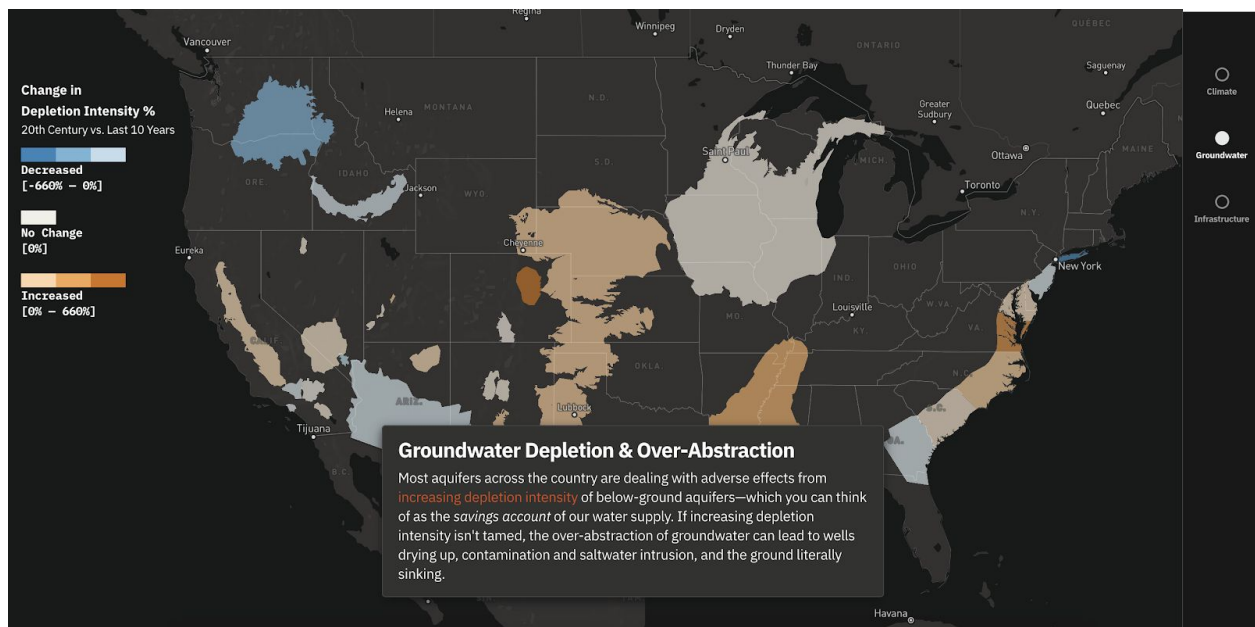 Regina
Winnipeg
Dryden
QUÉBEC
Vancouver
ONTARIO
Thunder Bay
Saguenay
Climate
Change in
Depletion Intensity %
20th Century vs. Last 10 Years
Decreased
[-660% – 0%]
No Change
[0%]
Increased
[0% – 660%]
Helena
MONTANA
N.D.
Greater
Sudbury
Quebec
Groundwater
Saint Paul
Ottawa
MAINE
S.D.
MICH.
ORE.
IDAHO
Jackson
WYO.
Toronto
N.Y.
Infrastructure
Eureka
Cheyenne
New York
IND.
OHIO
MO.
Louisville
W.VA.
KY.
VA.
CALIF.
OKLA.
N.C.
ARIZ.
Lubbock
S.C.
Tijuana
GA.
B.C.
Groundwater Depletion & Over-Abstraction
Most aquifers across the country are dealing with adverse effects from
increasing depletion intensity of below-ground aquifers—which you can think
of as the savings account of our water supply. If increasing depletion
intensity isn't tamed, the over-abstraction of groundwater can lead to wells
drying up, contamination and saltwater intrusion, and the ground literally
sinking.
Havana